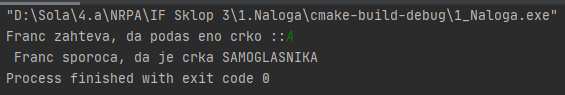 "D:\Sola\4.a\NRPA\IF Sklop 3\1.Naloga\cmake-build-debug\1_Naloga.exe"
Franc zahteva, da podas eno crko ::A
Franc sporoca, da je crka SAMOGLASNIKA
Process finished with exit code 0